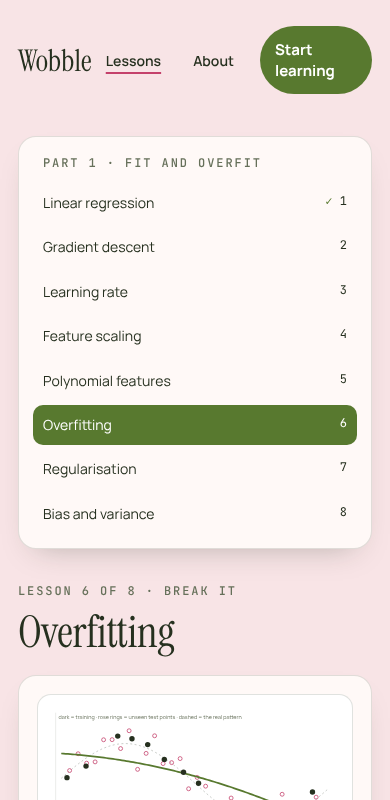 Wobble
Lessons
About
Start
learning
PART 1 · FIT AND OVERFIT
Linear regression ✓ 1
Gradient descent 2
Learning rate 3
Feature scaling 4
Polynomial features 5
Overfitting 6
Regularisation 7
Bias and variance 8
LESSON 6 OF 8 · BREAK IT
Overfitting
dark = training · rose rings = unseen test points · dashed = the real pattern